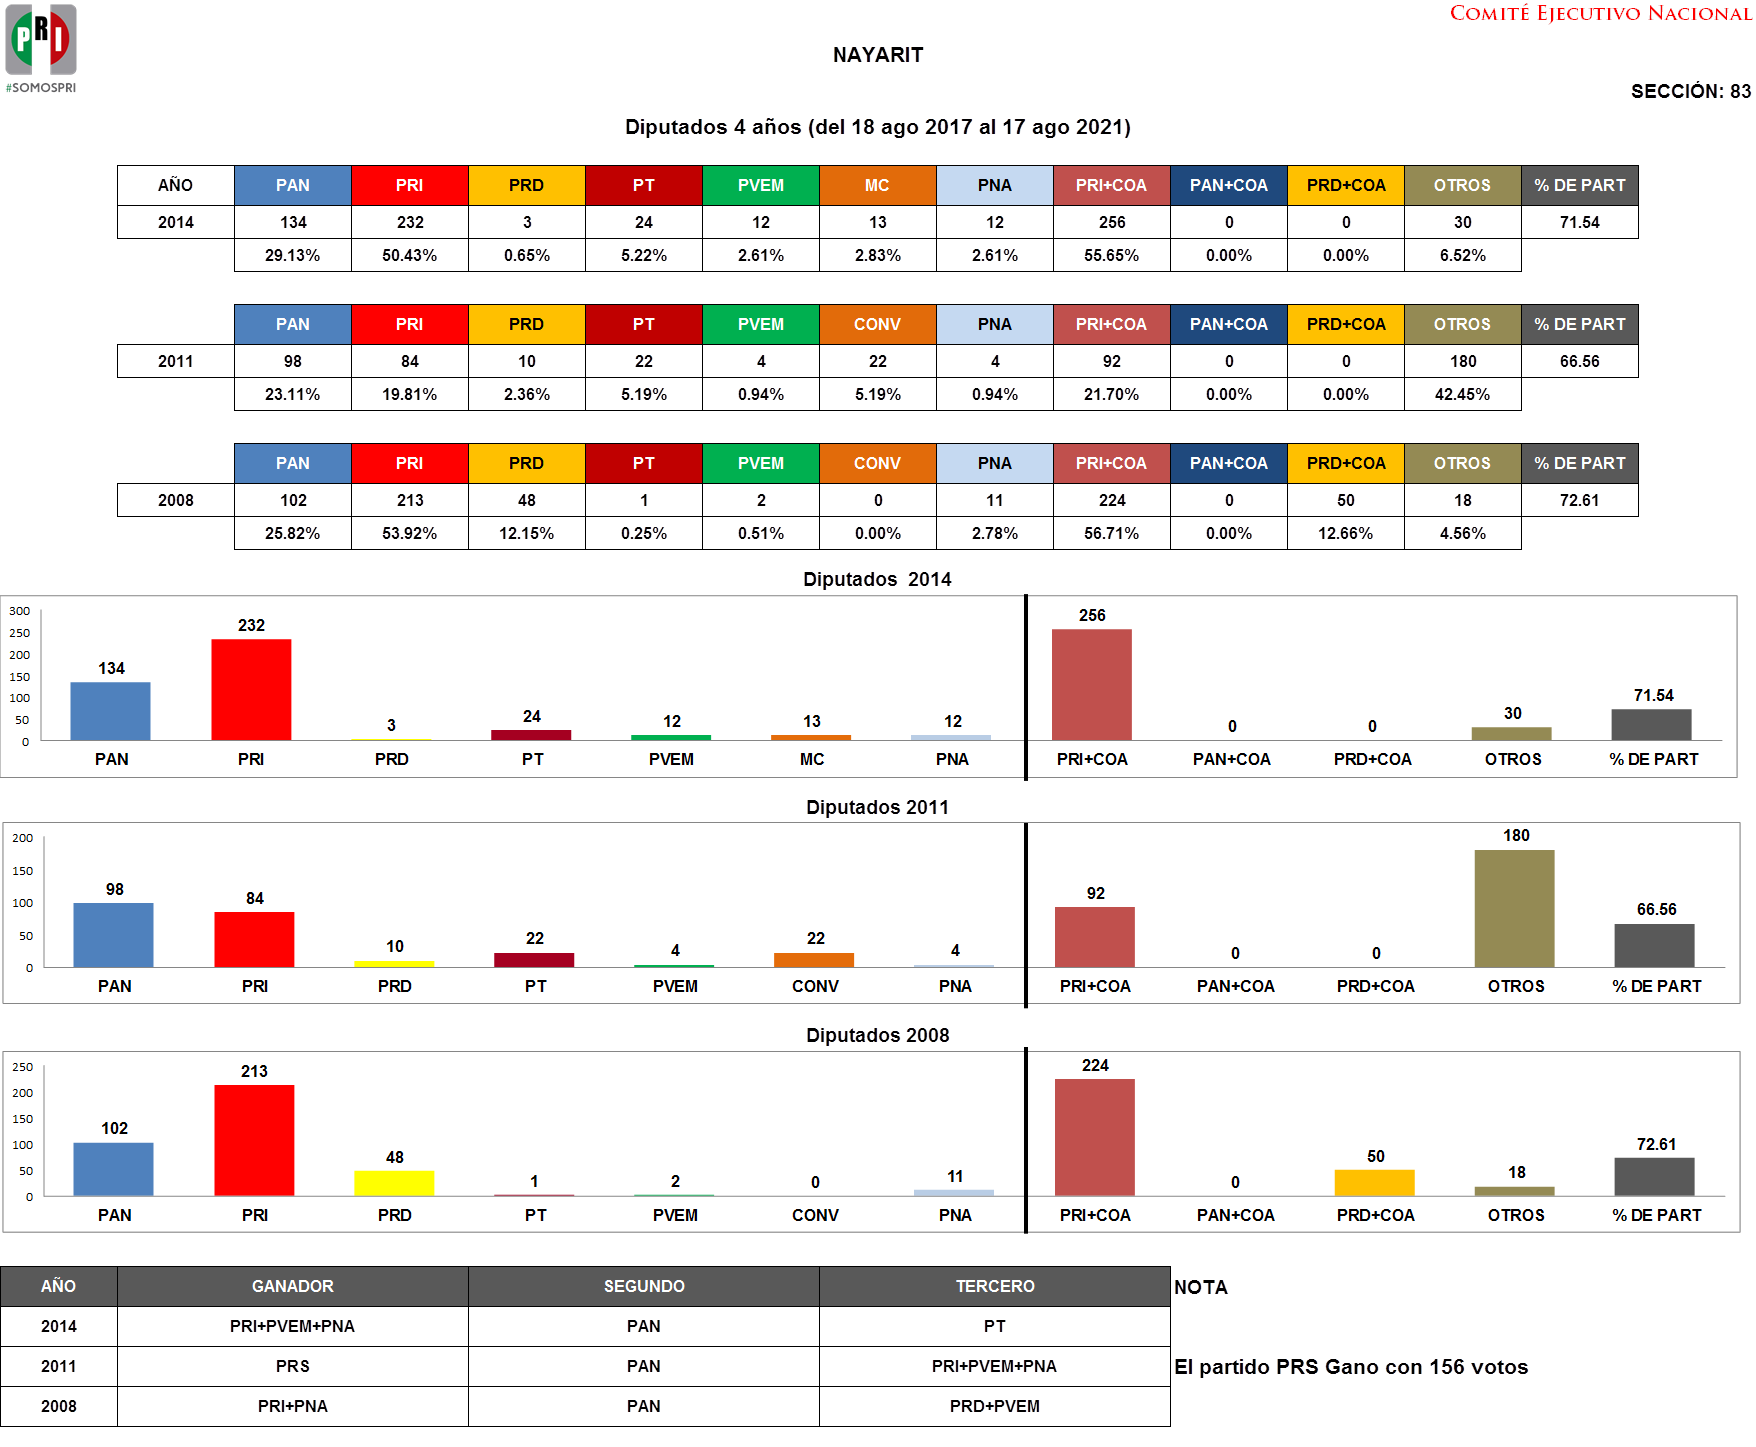 PRI
#SOMOSPRI
COMITÉ EJECUTIVO NACIONAL
NAYARIT
SECCIÓN: 83
Diputados 4 años (del 18 ago 2017 al 17 ago 2021)
AÑO PAN PRI PRD PT PVEM MC PNA PRI+COA PAN+COA PRD+COA OTROS % DE PART
2014 134 232 3 24 12 13 12 256 0 0 30 71.54
29.13% 50.43% 0.65% 5.22% 2.61% 2.83% 2.61% 55.65% 0.00% 0.00% 6.52%
PAN PRI PRD PT PVEM CONV PNA PRI+COA PAN+COA PRD+COA OTROS % DE PART
2011 98 84 10 22 4 22 4 92 0 0 180 66.56
23.11% 19.81% 2.36% 5.19% 0.94% 5.19% 0.94% 21.70% 0.00% 0.00% 42.45%
PAN PRI PRD PT PVEM CONV PNA PRI+COA PAN+COA PRD+COA OTROS % DE PART
2008 102 213 48 1 2 0 11 224 0 50 18 72.61
25.82% 53.92% 12.15% 0.25% 0.51% 0.00% 2.78% 56.71% 0.00% 12.66% 4.56%
Diputados 2014
300
250
200
150
100
50
0
134 232 3 24 12 13 12 256 0 0 30 71.54
PAN PRI PRD PT PVEM MC PNA PRI+COA PAN+COA PRD+COA OTROS % DE PART
Diputados 2011
200
150
100
50
0
98 84 10 22 4 22 4 92 0 0 180 66.56
PAN PRI PRD PT PVEM CONV PNA PRI+COA PAN+COA PRD+COA OTROS % DE PART
Diputados 2008
250
200
150
100
50
0
102 213 48 1 2 0 11 224 0 50 18 72.61
PAN PRI PRD PT PVEM CONV PNA PRI+COA PAN+COA PRD+COA OTROS % DE PART
AÑO GANADOR SEGUNDO TERCERO NOTA
2014 PRI+PVEM+PNA PAN PT
2011 PRS PAN PRI+PVEM+PNA El partido PRS Gano con 156 votos
2008 PRI+PNA PAN PRD+PVEM